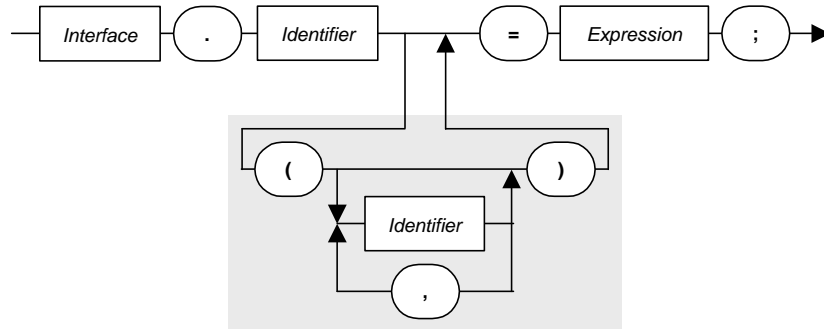 Interface . Identifier = Expression ;
( )
Identifier
,